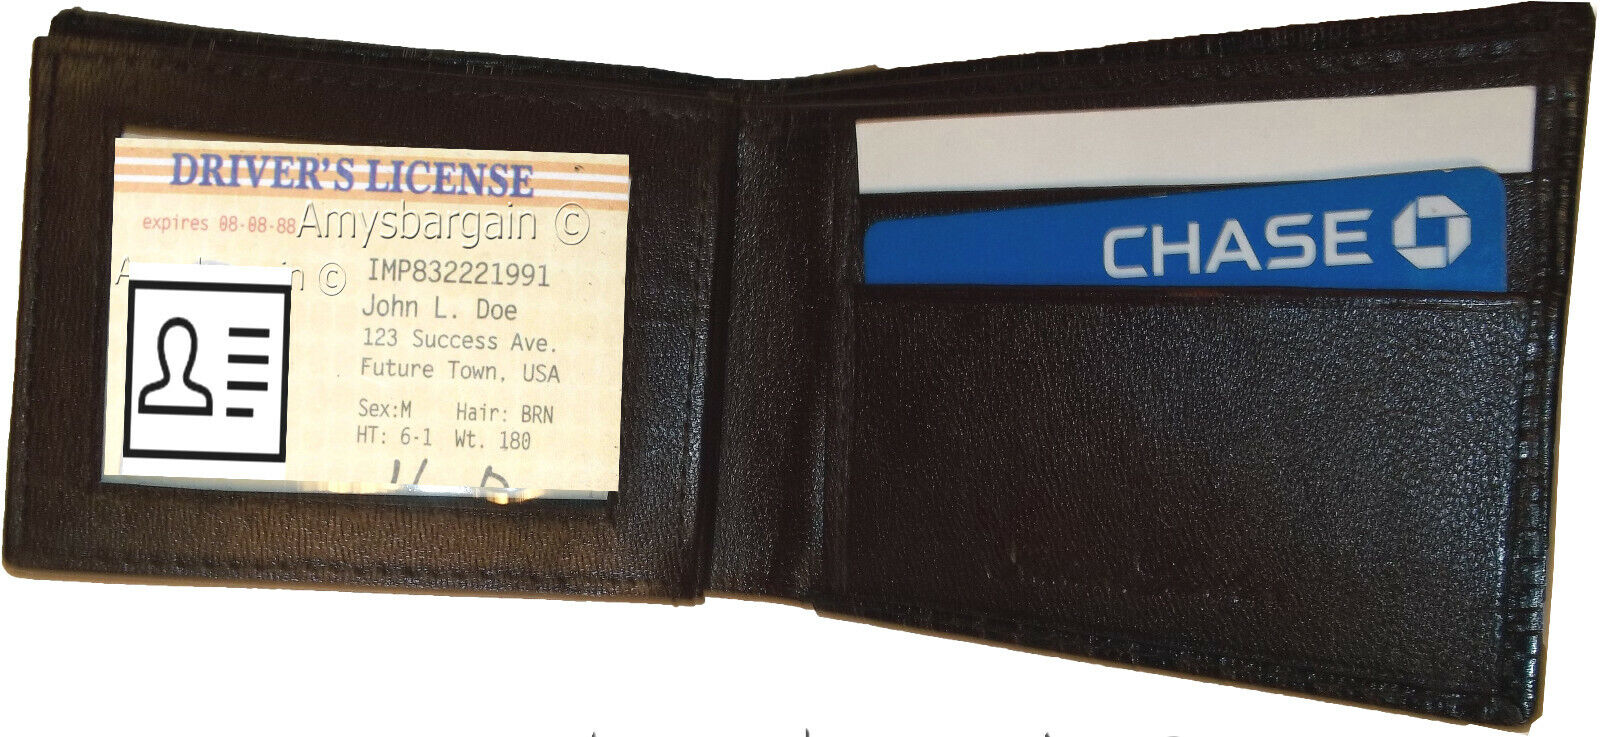 DRIVER'S LICENSE
expires 08-08-88
Amysbargain ©
n ©
IMP832221991
John L. Doe
123 Success Ave.
Future Town, USA
Sex:M Hair: BRN
HT: 6-1 Wt. 180
CHASE